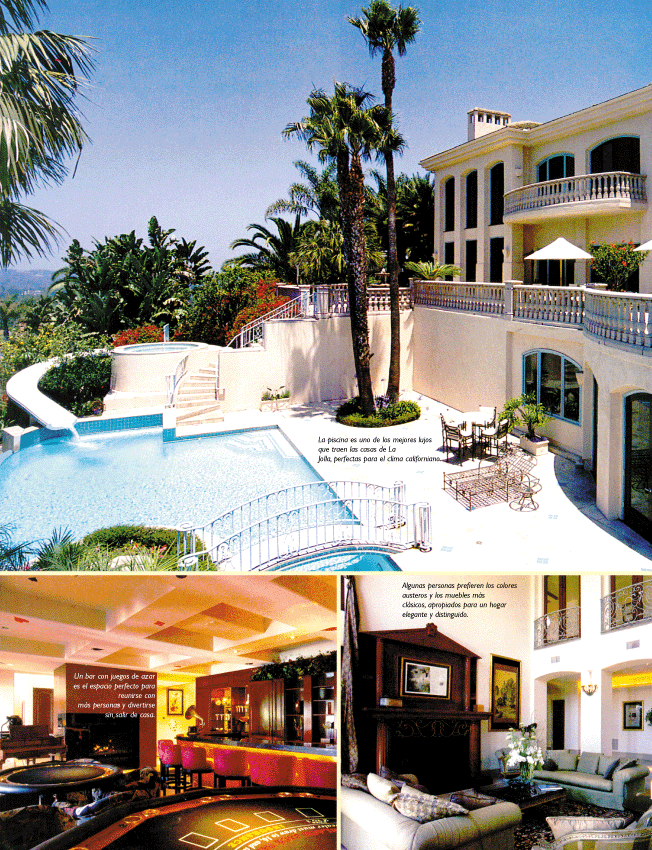 La piscina es uno de los mejores lujos
que traen las casas de La
Jolla, perfectas para el clima californiano.
Algunas personas prefieren los colores
austeros y los muebles más
clásicos, apropiados para un hogar
elegante y distinguido.
Un bar con juegos de azar
es el espacio perfecto para
reunirse con
más personas y divertirse
sin salir de casa.